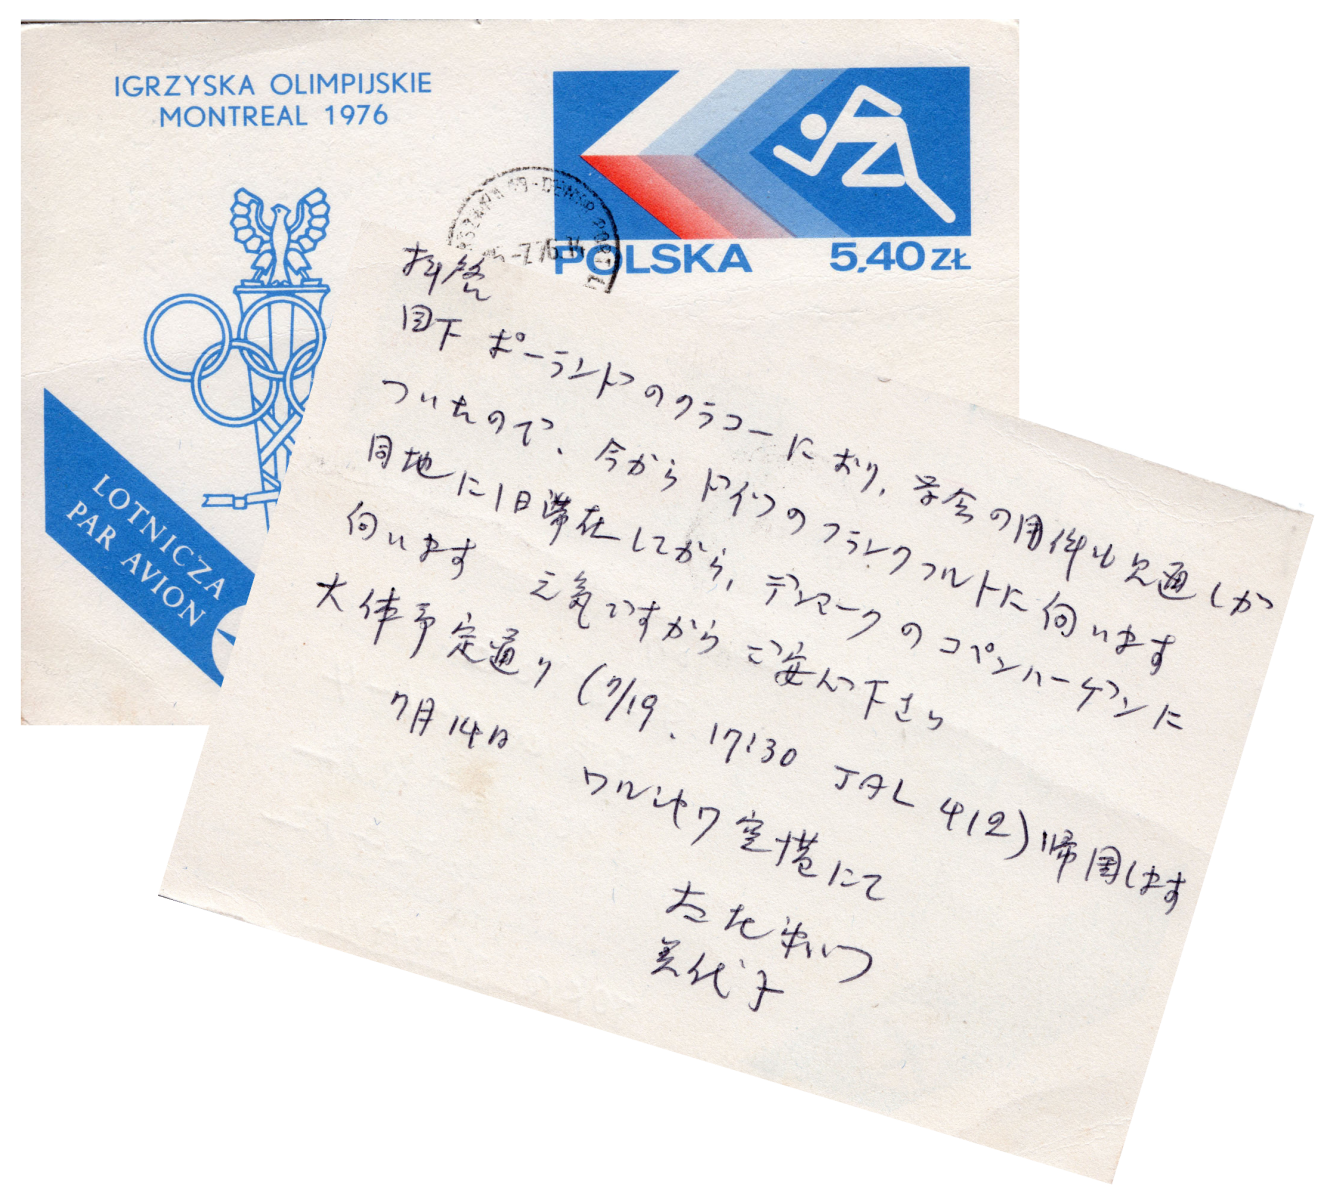 IGRZYSKA OLIMPIJSKIE
MONTREAL 1976
POLSKA 5,40 ZŁ
LOTNICZA
PAR AVION
拝啓
目下 ポーランドのクラコーにおり、学会の用件も見通しが
ついたので、今からドイツのフランクフルトに向います
同地に1日滞在してから、デンマークのコペンハーゲンに
向います 元気ですからご安心下さい
大体予定通り (7/19、17:30 JAL 412) 帰国します
7月14日
ワルシャワ空港にて
美代子